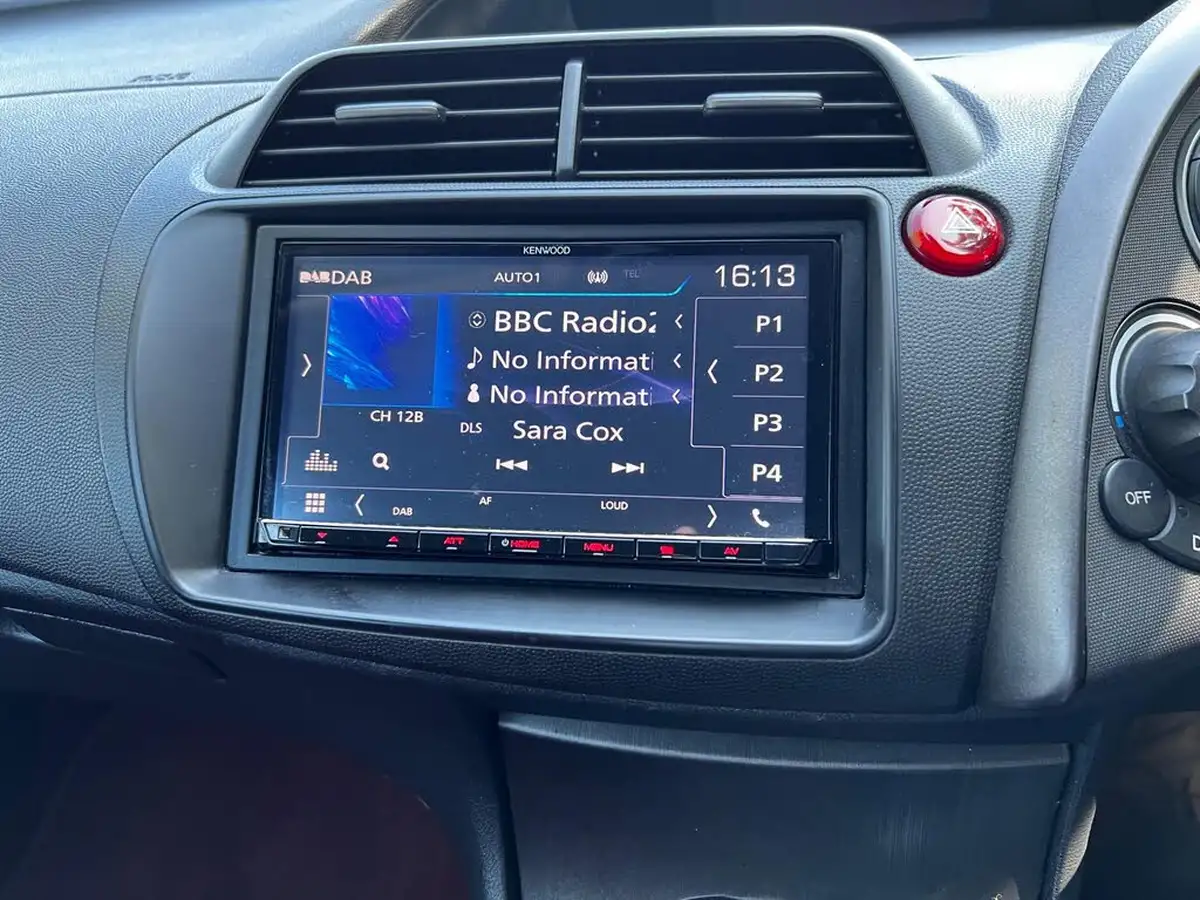 KENWOOD
DAB DAB AUTO1 TEL 16:13
BBC Radio2
P1
No Informati
P2
No Informati
CH 12B
DLS Sara Cox
P3
P4
DAB AF LOUD
ATT HOME MENU AV
OFF